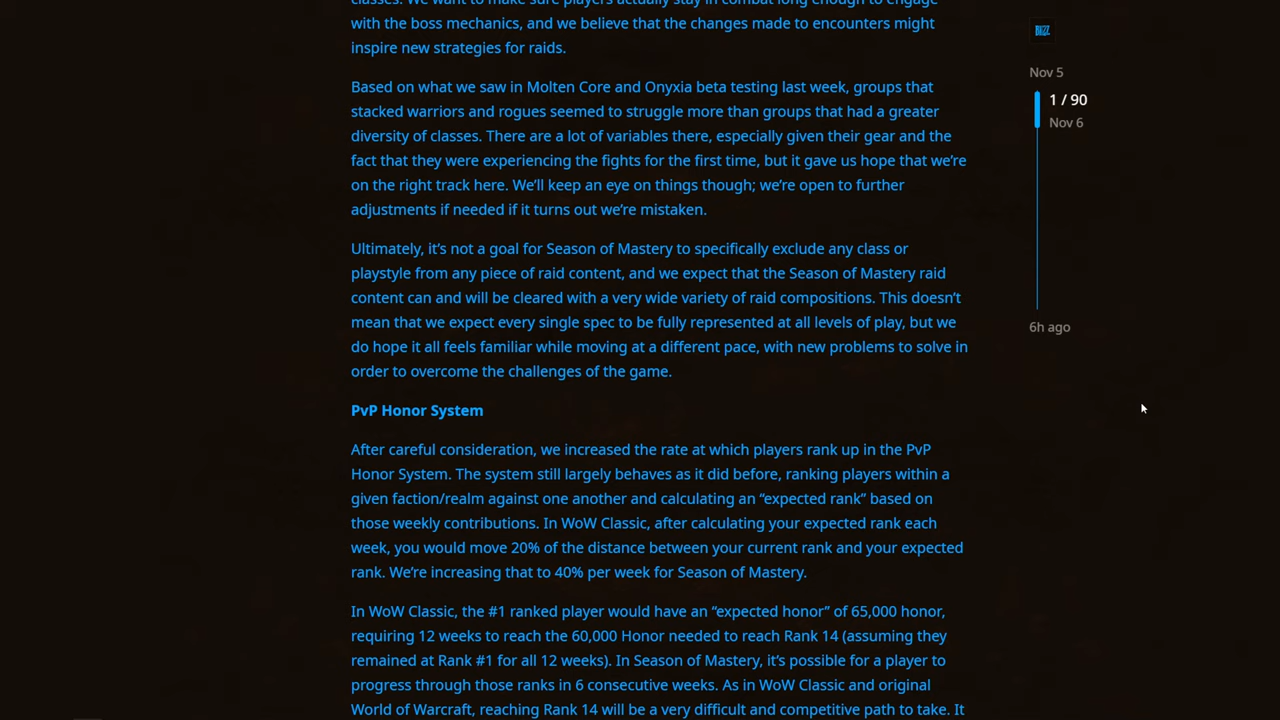 classes. We want to make sure players actually stay in combat long enough to engage
with the boss mechanics, and we believe that the changes made to encounters might
inspire new strategies for raids.
Based on what we saw in Molten Core and Onyxia beta testing last week, groups that
stacked warriors and rogues seemed to struggle more than groups that had a greater
diversity of classes. There are a lot of variables there, especially given their gear and the
fact that they were experiencing the fights for the first time, but it gave us hope that we’re
on the right track here. We’ll keep an eye on things though; we’re open to further
adjustments if needed if it turns out we’re mistaken.
Ultimately, it’s not a goal for Season of Mastery to specifically exclude any class or
playstyle from any piece of raid content, and we expect that the Season of Mastery raid
content can and will be cleared with a very wide variety of raid compositions. This doesn’t
mean that we expect every single spec to be fully represented at all levels of play, but we
do hope it all feels familiar while moving at a different pace, with new problems to solve in
order to overcome the challenges of the game.
PvP Honor System
After careful consideration, we increased the rate at which players rank up in the PvP
Honor System. The system still largely behaves as it did before, ranking players within a
given faction/realm against one another and calculating an “expected rank” based on
those weekly contributions. In WoW Classic, after calculating your expected rank each
week, you would move 20% of the distance between your current rank and your expected
rank. We’re increasing that to 40% per week for Season of Mastery.
In WoW Classic, the #1 ranked player would have an “expected honor” of 65,000 honor,
requiring 12 weeks to reach the 60,000 Honor needed to reach Rank 14 (assuming they
remained at Rank #1 for all 12 weeks). In Season of Mastery, it’s possible for a player to
progress through those ranks in 6 consecutive weeks. As in WoW Classic and original
World of Warcraft, reaching Rank 14 will be a very difficult and competitive path to take. It
BLIZZ
Nov 5
1 / 90
Nov 6
6h ago